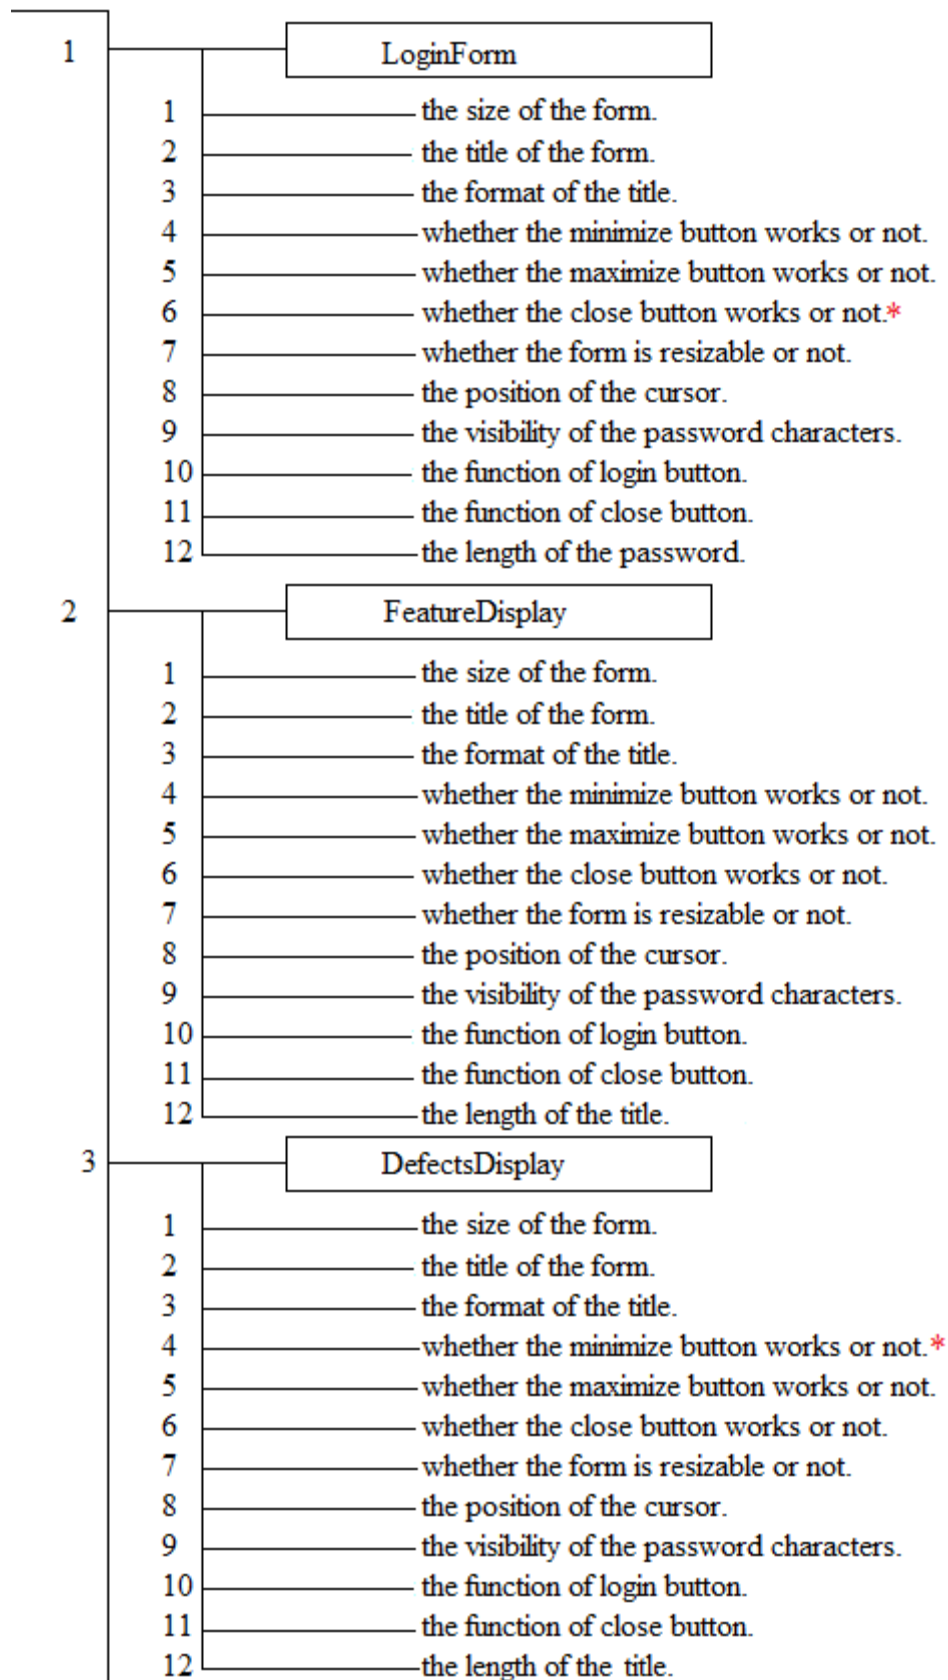 1 LoginForm
1 the size of the form.
2 the title of the form.
3 the format of the title.
4 whether the minimize button works or not.
5 whether the maximize button works or not.
6 whether the close button works or not.*
7 whether the form is resizable or not.
8 the position of the cursor.
9 the visibility of the password characters.
10 the function of login button.
11 the function of close button.
12 the length of the password.
2 FeatureDisplay
1 the size of the form.
2 the title of the form.
3 the format of the title.
4 whether the minimize button works or not.
5 whether the maximize button works or not.
6 whether the close button works or not.
7 whether the form is resizable or not.
8 the position of the cursor.
9 the visibility of the password characters.
10 the function of login button.
11 the function of close button.
12 the length of the title.
3 DefectsDisplay
1 the size of the form.
2 the title of the form.
3 the format of the title.
4 whether the minimize button works or not.*
5 whether the maximize button works or not.
6 whether the close button works or not.
7 whether the form is resizable or not.
8 the position of the cursor.
9 the visibility of the password characters.
10 the function of login button.
11 the function of close button.
12 the length of the title.